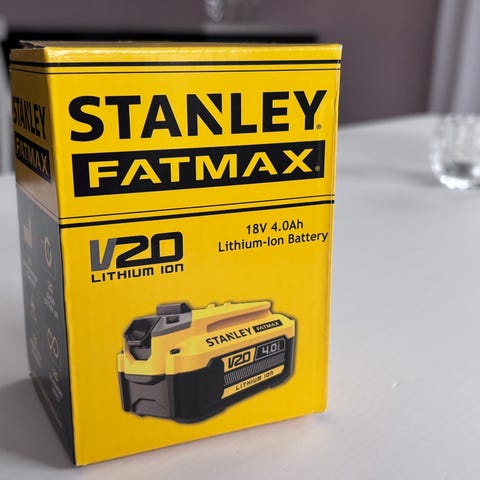 STANLEY
FATMAX
V20
LITHIUM ION
18V 4.0Ah
Lithium-Ion Battery
STANLEY FATMAX
V20 4.0
LITHIUM ION
STANLEY
FATMAX